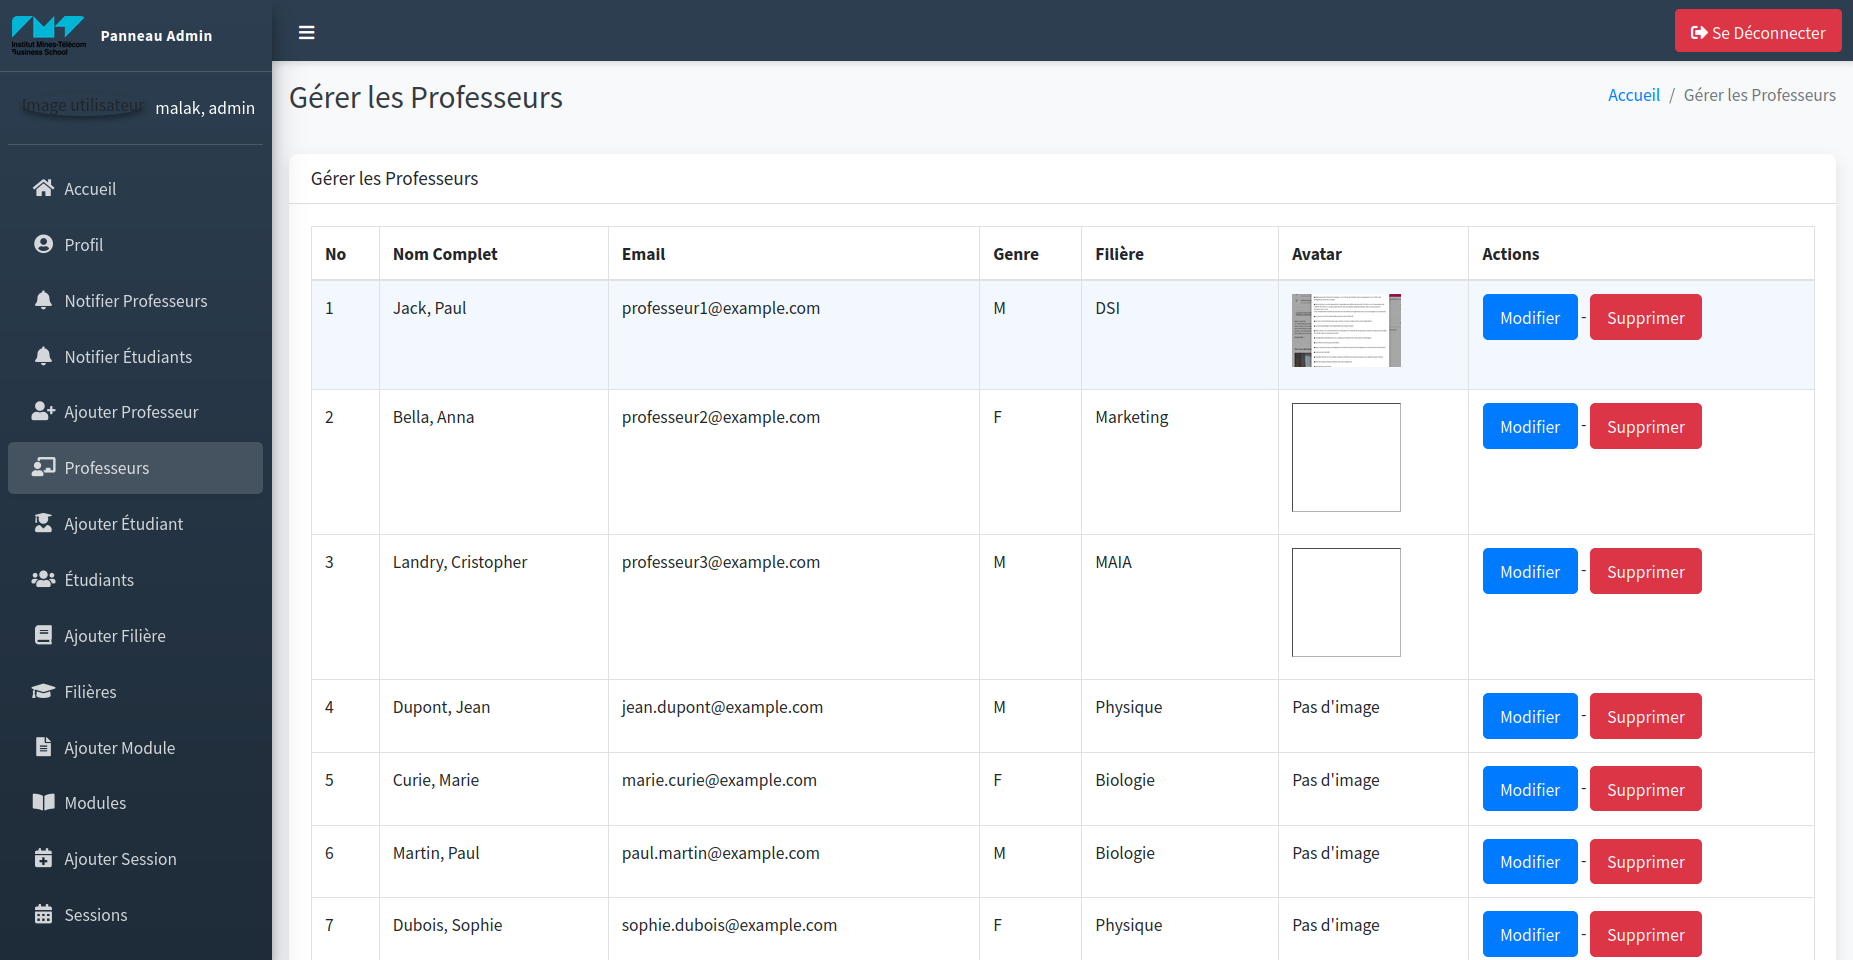 Institut Mines-Télécom
Business School
Panneau Admin
Se Déconnecter
Image utilisateur
malak, admin
Accueil
Profil
Notifier Professeurs
Notifier Étudiants
Ajouter Professeur
Professeurs
Ajouter Étudiant
Étudiants
Ajouter Filière
Filières
Ajouter Module
Modules
Ajouter Session
Sessions
Gérer les Professeurs
Accueil / Gérer les Professeurs
Gérer les Professeurs
No Nom Complet Email Genre Filière Avatar Actions
1 Jack, Paul professeur1@example.com M DSI Modifier - Supprimer
2 Bella, Anna professeur2@example.com F Marketing Modifier - Supprimer
3 Landry, Cristopher professeur3@example.com M MAIA Modifier - Supprimer
4 Dupont, Jean jean.dupont@example.com M Physique Pas d'image Modifier - Supprimer
5 Curie, Marie marie.curie@example.com F Biologie Pas d'image Modifier - Supprimer
6 Martin, Paul paul.martin@example.com M Biologie Pas d'image Modifier - Supprimer
7 Dubois, Sophie sophie.dubois@example.com F Physique Pas d'image Modifier - Supprimer